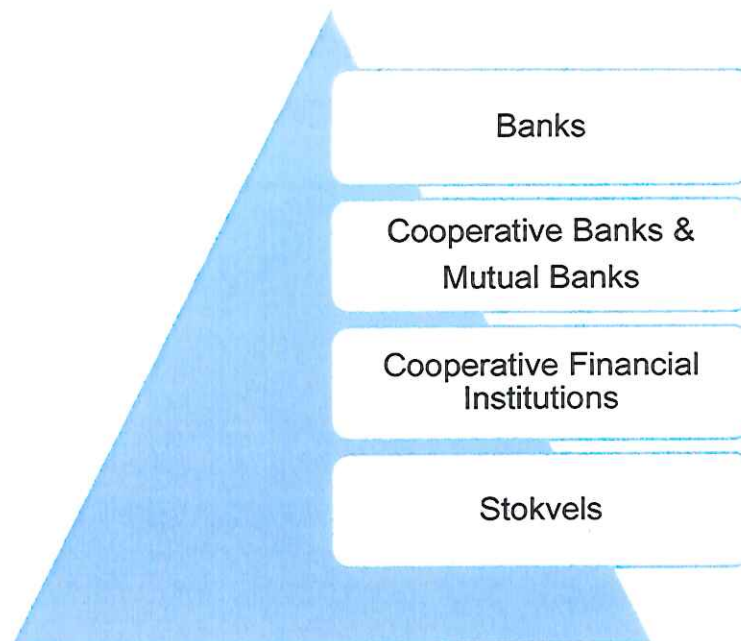 Banks
Cooperative Banks &
Mutual Banks
Cooperative Financial
Institutions
Stokvels